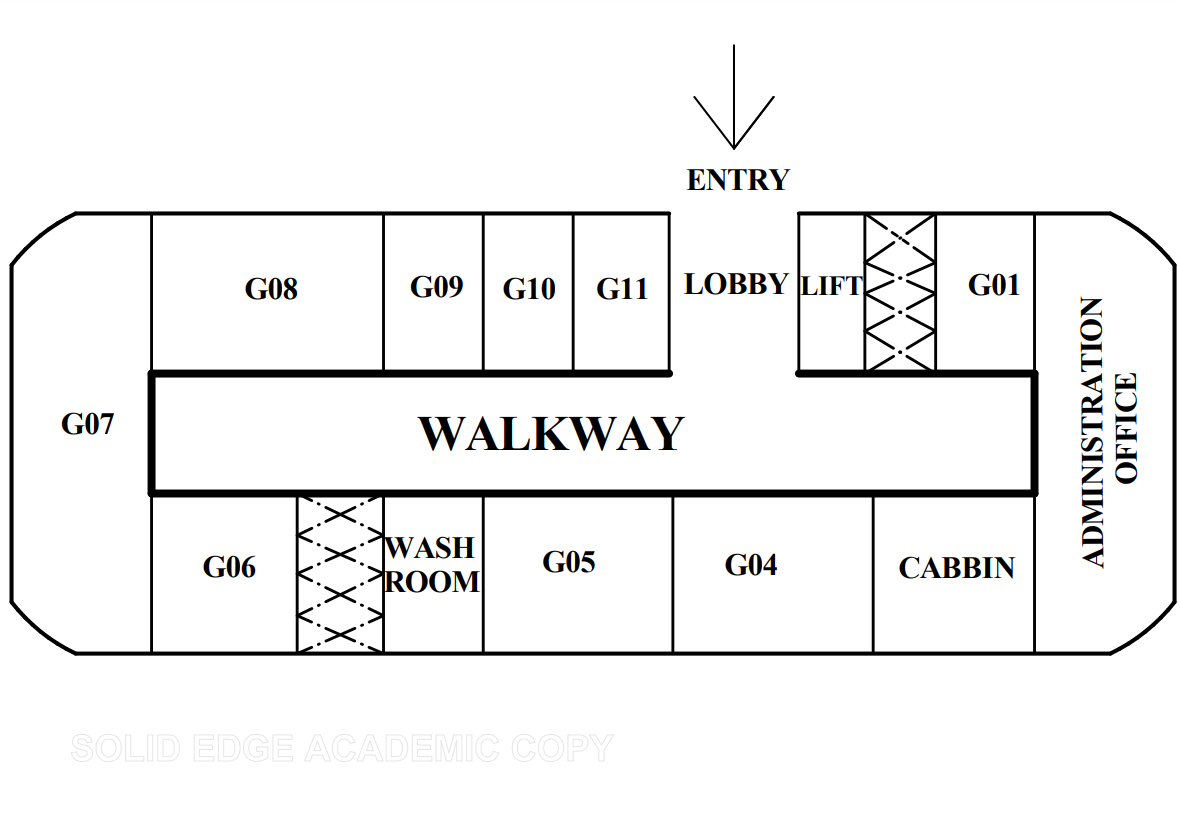 ENTRY
G08
G09
G10
G11
LOBBY
LIFT
G01
G07
WALKWAY
ADMINISTRATION
OFFICE
G06
WASH
ROOM
G05
G04
CABBIN
SOLID EDGE ACADEMIC COPY